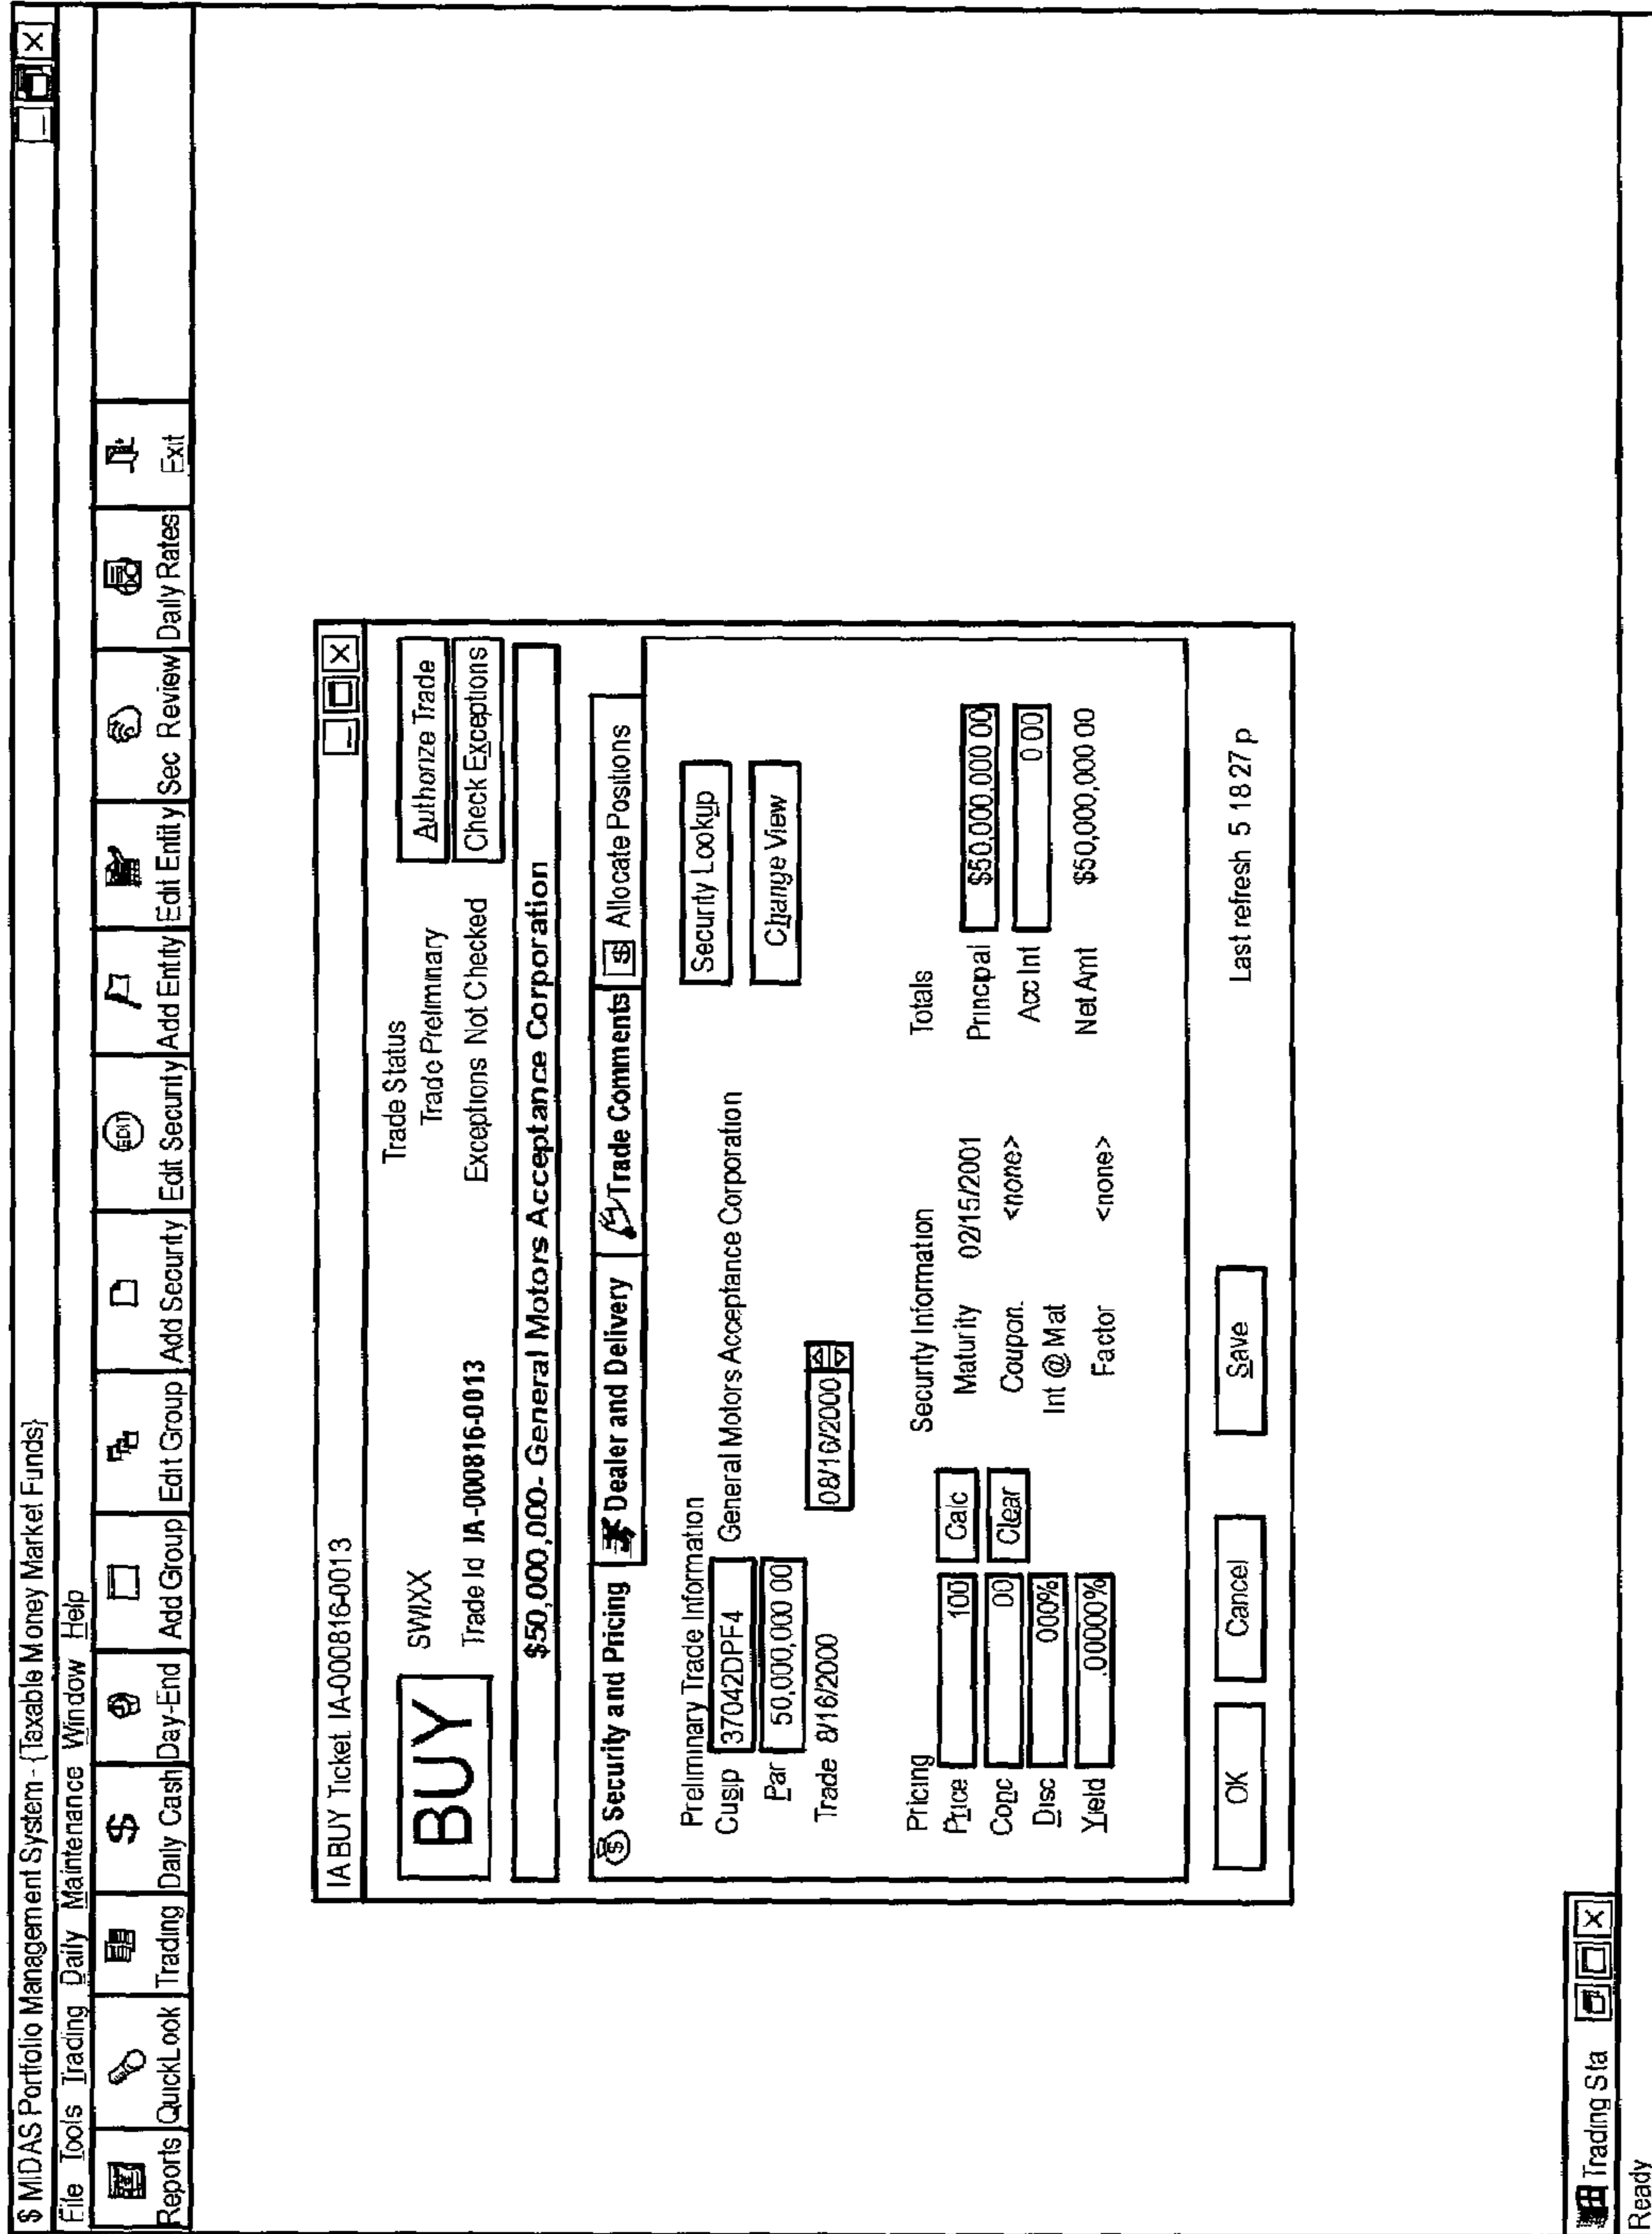 $ MIDAS Portfolio Management System - {Taxable Money Market Funds}
File Tools Trading Daily Maintenance Window Help
Reports QuickLook Trading Daily Cash Day-End Add Group Edit Group Add Security Edit Security Add Entity Edit Entity Sec Review Daily Rates Exit
IA BUY Ticket IA-000816-0013
BUY SWIXX Trade Status
Trade Preliminary Authorize Trade
Trade Id IA-000816-0013 Exceptions Not Checked Check Exceptions
$50,000,000- General Motors Acceptance Corporation
Security and Pricing Dealer and Delivery Trade Comments Allocate Positions
Preliminary Trade Information
Cusip 37042DPF4 General Motors Acceptance Corporation Security Lookup
Par 50,000,000 00 Change View
Trade 8/16/2000 08/16/2000
Pricing Security Information Totals
Price 100 Calc Maturity 02/15/2001 Principal $50,000,000 00
Conc 00 Clear Coupon. <none> Acc Int 0 00
Disc 000% Int @ Mat
Yield .0000% Factor <none> Net Amt $50,000,000 00
OK Cancel Save Last refresh 5 18 27 p
Trading Sta
Ready